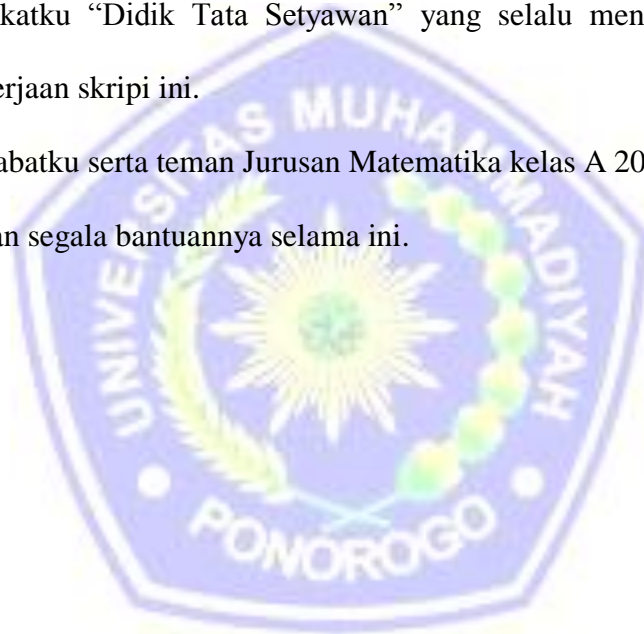 katku “Didik Tata Setyawan” yang selalu men
erjaan skripi ini.
abatku serta teman Jurusan Matematika kelas A 20
an segala bantuannya selama ini.
UNIVERSITAS MUHAMMADIYAH
PONOROGO